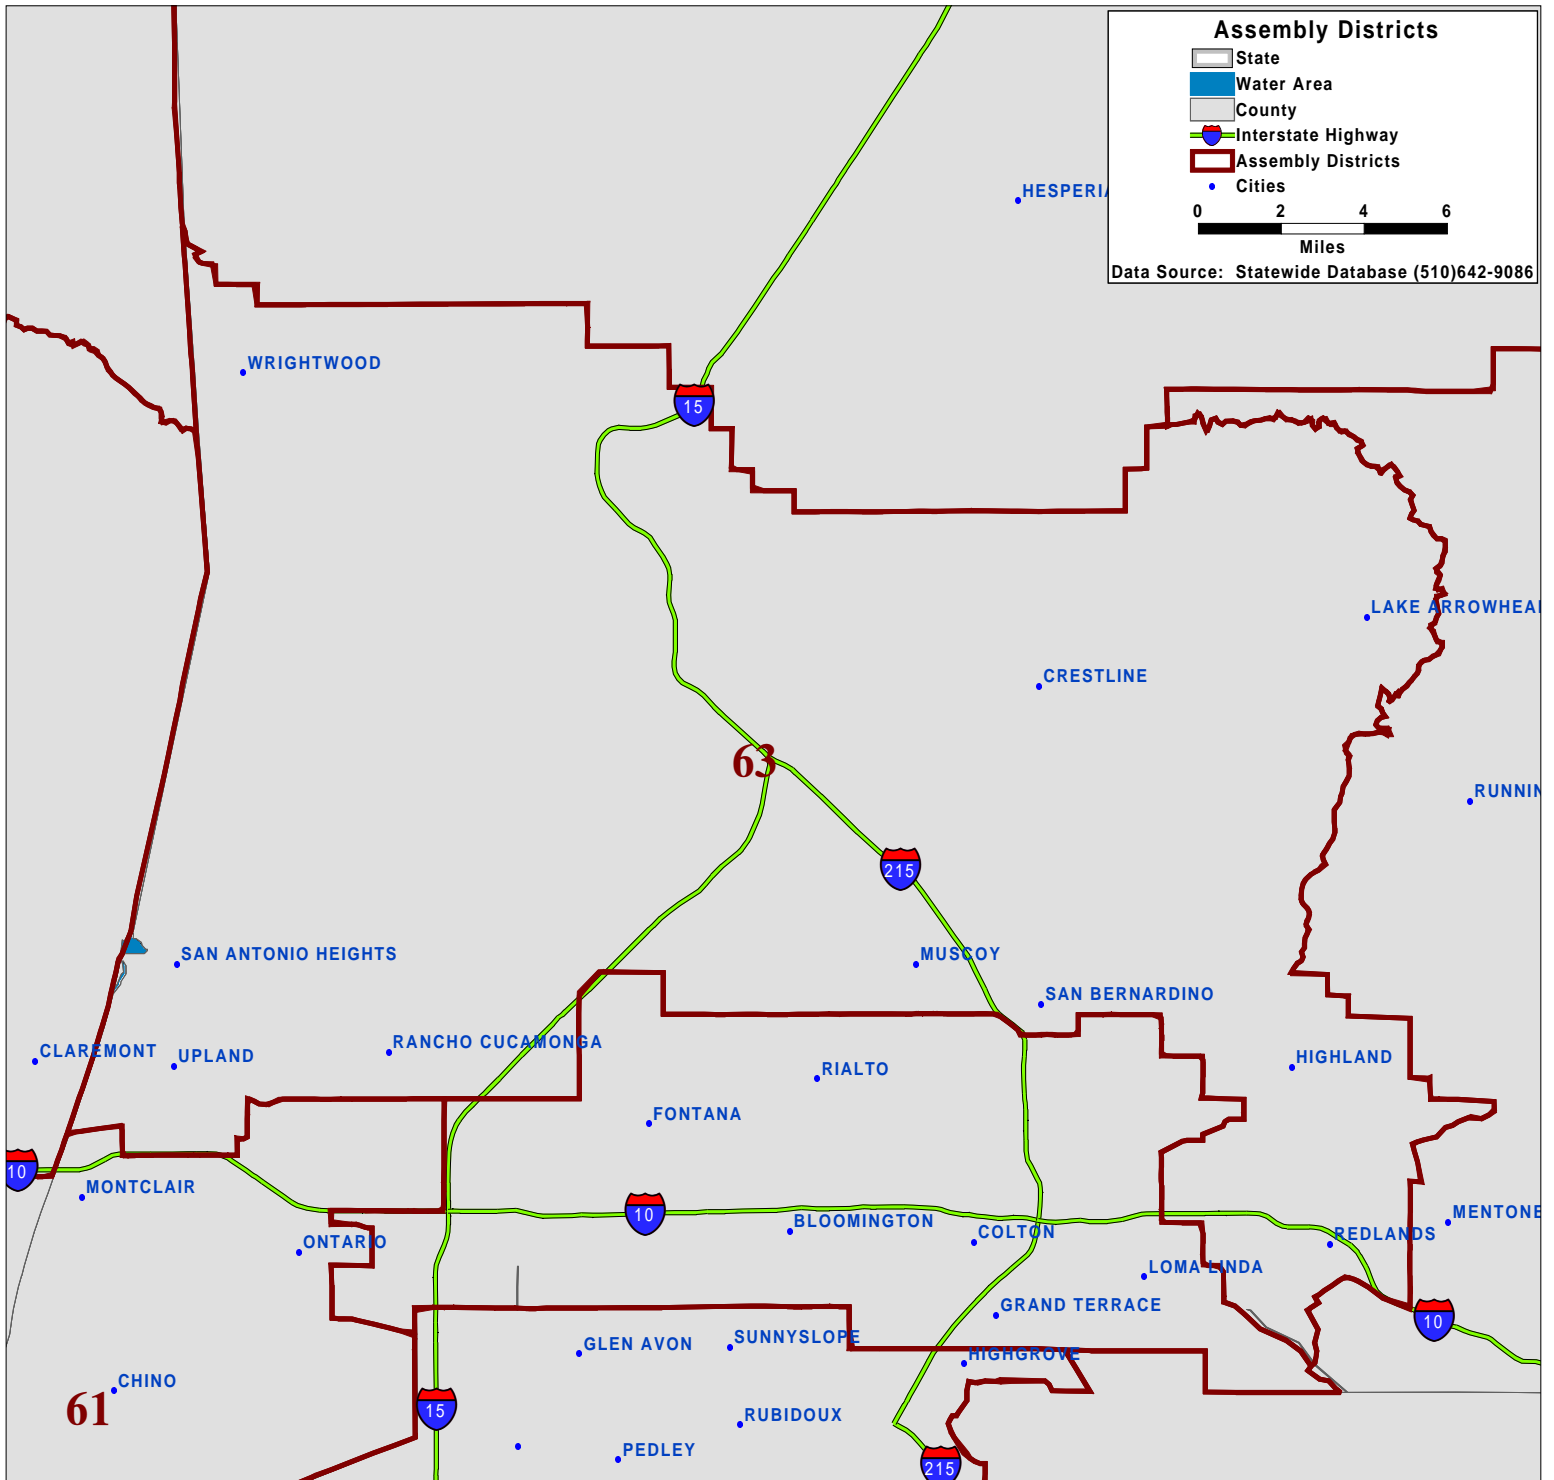 Assembly Districts
State
Water Area
County
Interstate Highway
Assembly Districts
Cities
0 2 4 6
Miles
Data Source: Statewide Database (510)642-9086
HESPERIA
WRIGHTWOOD
15
LAKE ARROWHEA
CRESTLINE
63
RUNNIN
215
SAN ANTONIO HEIGHTS
MUSCOY
SAN BERNARDINO
CLAREMONT
UPLAND
RANCHO CUCAMONGA
RIALTO
HIGHLAND
FONTANA
10
MONTCLAIR
10
BLOOMINGTON
COLTON
REDLANDS
MENTONE
ONTARIO
LOMA LINDA
GRAND TERRACE
10
GLEN AVON
SUNNYSLOPE
HIGHGROVE
CHINO
61
15
RUBIDOUX
PEDLEY
215